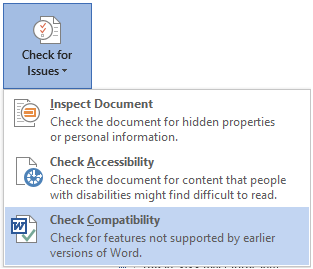 Check for
Issues
Inspect Document
Check the document for hidden properties
or personal information.
Check Accessibility
Check the document for content that people
with disabilities might find difficult to read.
Check Compatibility
Check for features not supported by earlier
versions of Word.